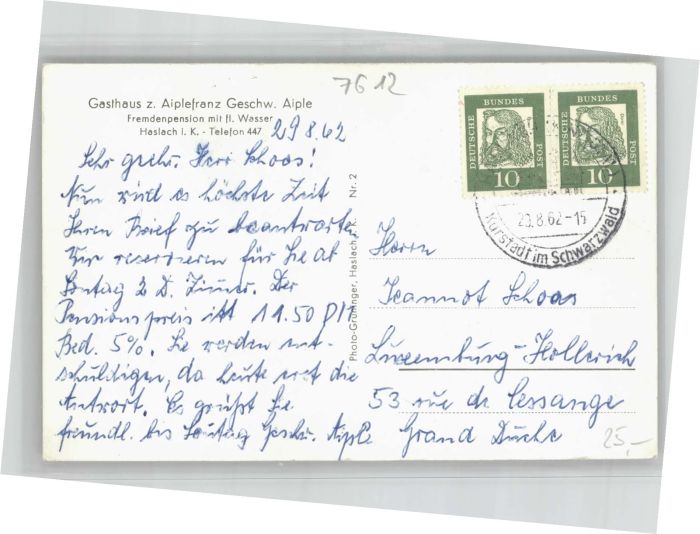 7612
Gasthaus z. Aiplefranz Geschw. Aiple
Fremdenpension mit fl. Wasser
Haslach i. K. - Telefon 447
29.8.62
Sehr geehr. Herr Schoos!
Nun wird es höchste Zeit
Ihren Brief zu beantworten
Wir reservieren für Sie ab
Sontag 2 D. Zimer. Der
Pensionspreis ist 11.50 DM
Bed. 5%. Sie werden ent-
schuldigen, da heute erst die
Antwort. Es grüßt Sie
freundl. bis Sontag Geschw. Aiple
Photo-Grüninger, Haslach i. K. Nr. 2
DEUTSCHE BUNDES POST
10
DEUTSCHE BUNDES POST
10
29.8.62-15
Kurstadt im Schwarzwald
Herrn
Jeannot Schoos
Luxemburg-Hollerich
53 rue de Cessange
Grand Duché
25,-